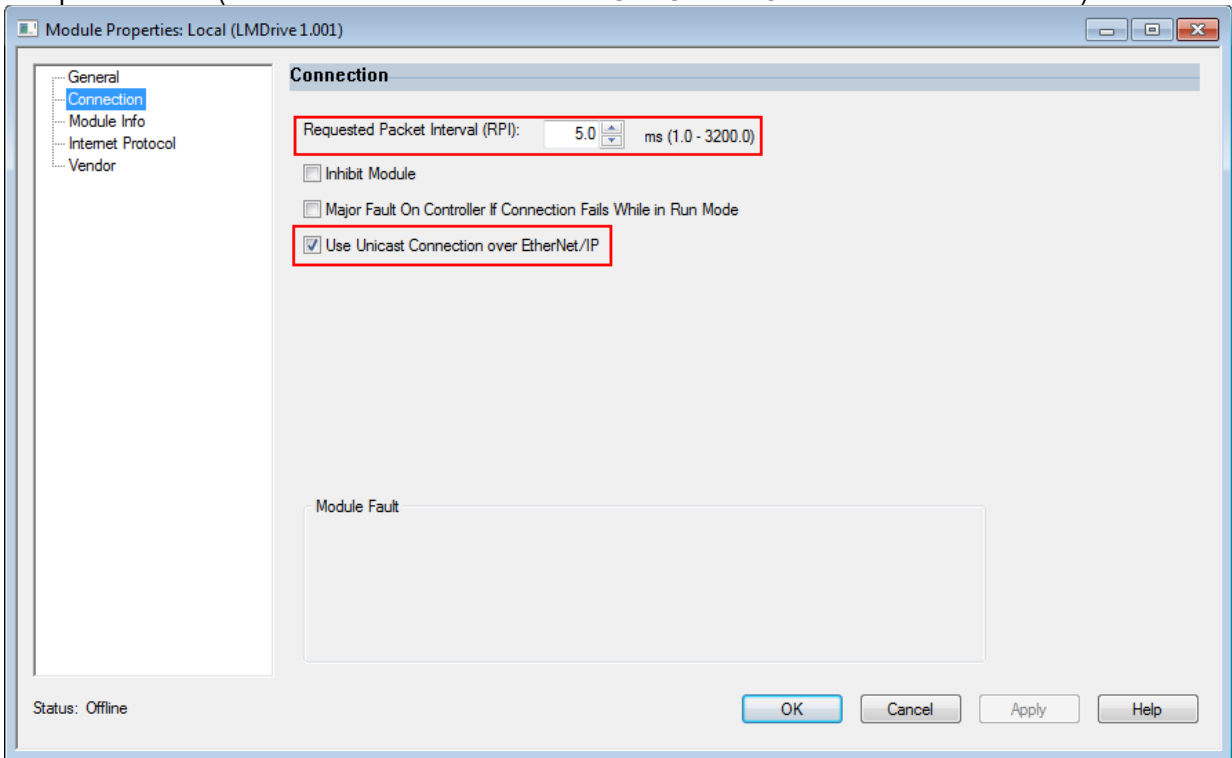 Module Properties: Local (LMDrive 1.001)
General
Connection
Module Info
Internet Protocol
Vendor
Connection
Requested Packet Interval (RPI): 5.0 ms (1.0 - 3200.0)
Inhibit Module
Major Fault On Controller If Connection Fails While in Run Mode
Use Unicast Connection over EtherNet/IP
Module Fault
Status: Offline
OK Cancel Apply Help